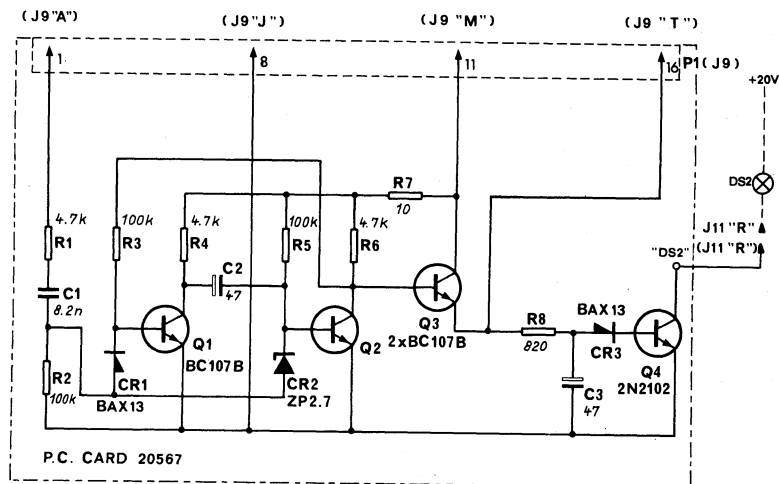 (J9"A") (J9"J") (J9 "M") (J9 "T")
1 8 11 16 P1(J9)
+20V
DS2
R7
10
4.7k 100k 4.7k 100k 4.7k
R1 R3 R4 R5 R6
J11 "R"
(J11 "R")
"DS2"
C2
47
C1
8.2n
Q1
BC107B
Q2
Q3
2xBC107B
R8
820
BAX13
CR3
Q4
2N2102
R2
100k
CR1
BAX13
CR2
ZP2.7
C3
47
P.C. CARD 20567